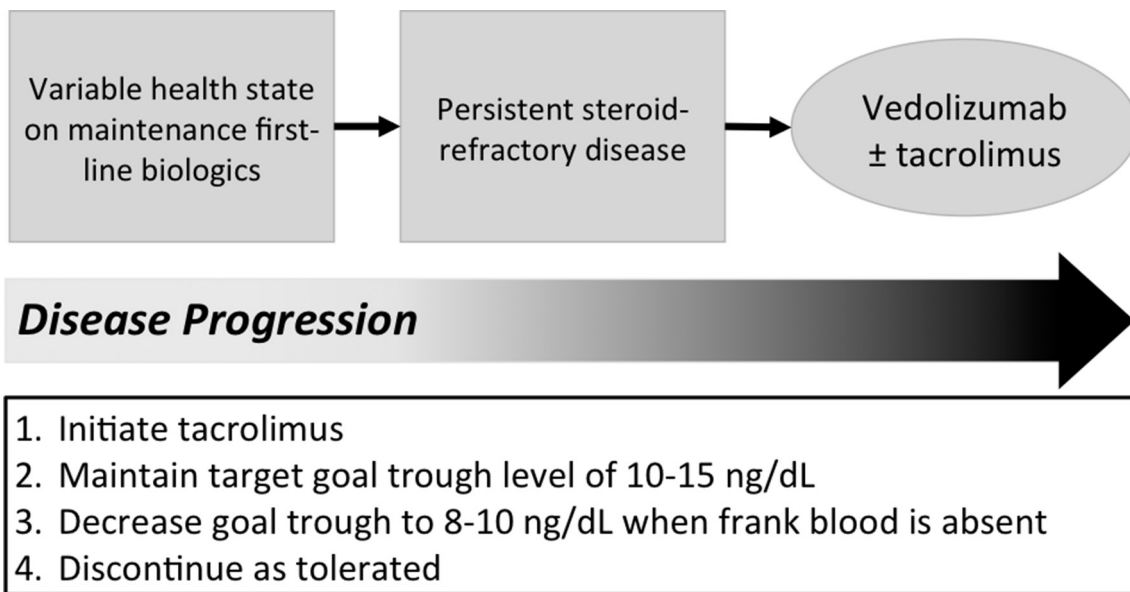 Variable health state
on maintenance first-
line biologics
Persistent steroid-
refractory disease
Vedolizumab
± tacrolimus
Disease Progression
1. Initiate tacrolimus
2. Maintain target goal trough level of 10-15 ng/dL
3. Decrease goal trough to 8-10 ng/dL when frank blood is absent
4. Discontinue as tolerated